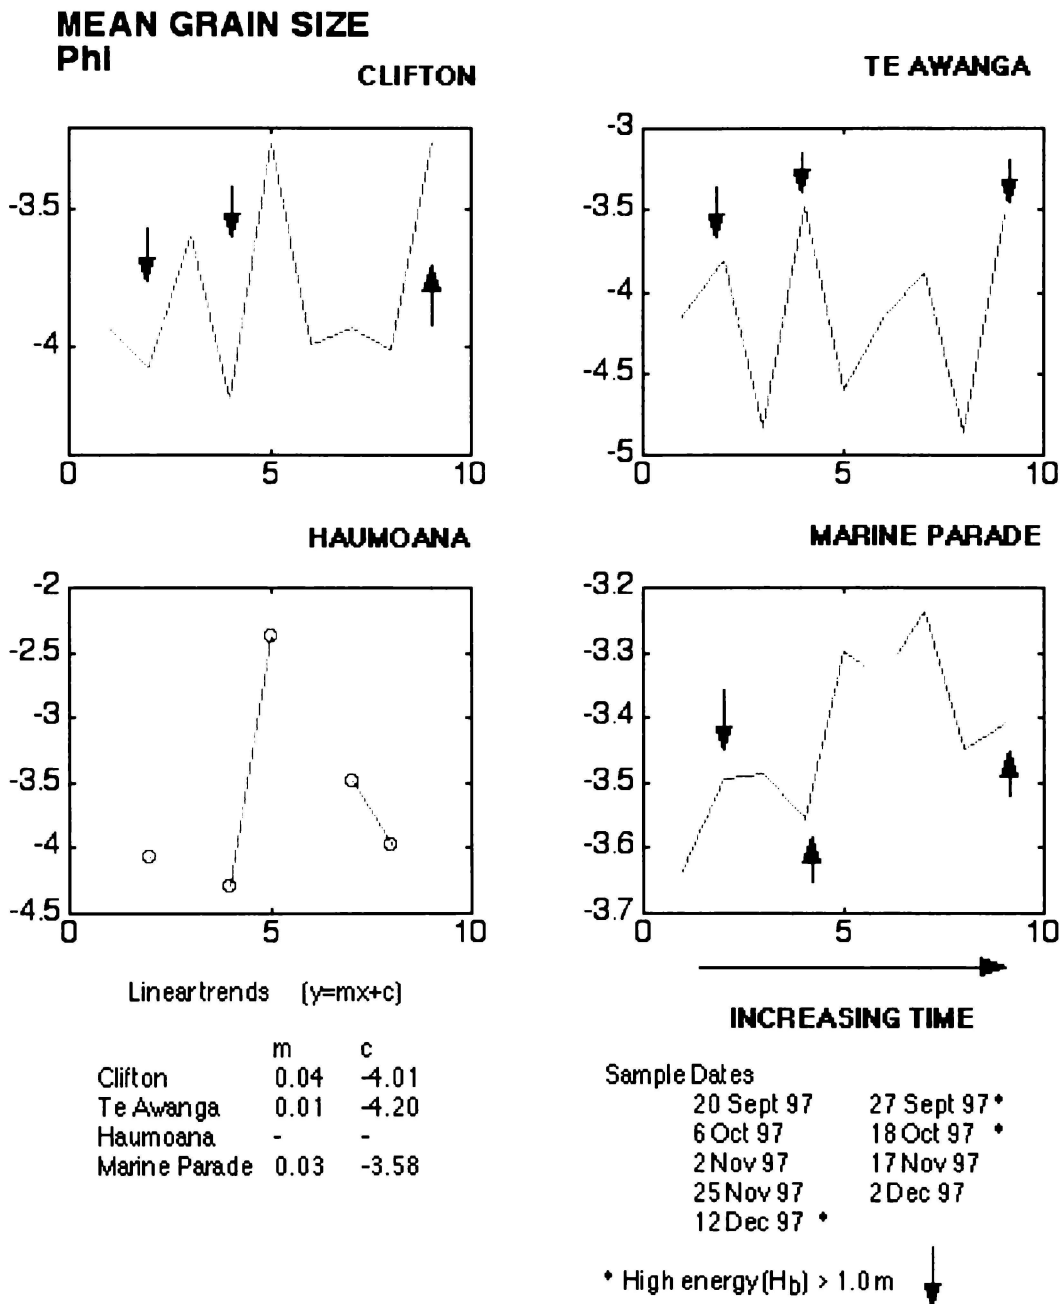 MEAN GRAIN SIZE
Phi
CLIFTON
-3.5
-4
0 5 10
TE AWANGA
-3
-3.5
-4
-4.5
-5
0 5 10
HAUMOANA
-2
-2.5
-3
-3.5
-4
-4.5
0 5 10
MARINE PARADE
-3.2
-3.3
-3.4
-3.5
-3.6
-3.7
0 5 10
INCREASING TIME
Linear trends (y=mx+c)
m c
Clifton 0.04 -4.01
Te Awanga 0.01 -4.20
Haumoana - -
Marine Parade 0.03 -3.58
Sample Dates
20 Sept 97 27 Sept 97 *
6 Oct 97 18 Oct 97 *
2 Nov 97 17 Nov 97
25 Nov 97 2 Dec 97
12 Dec 97 *
* High energy (Hb) > 1.0 m